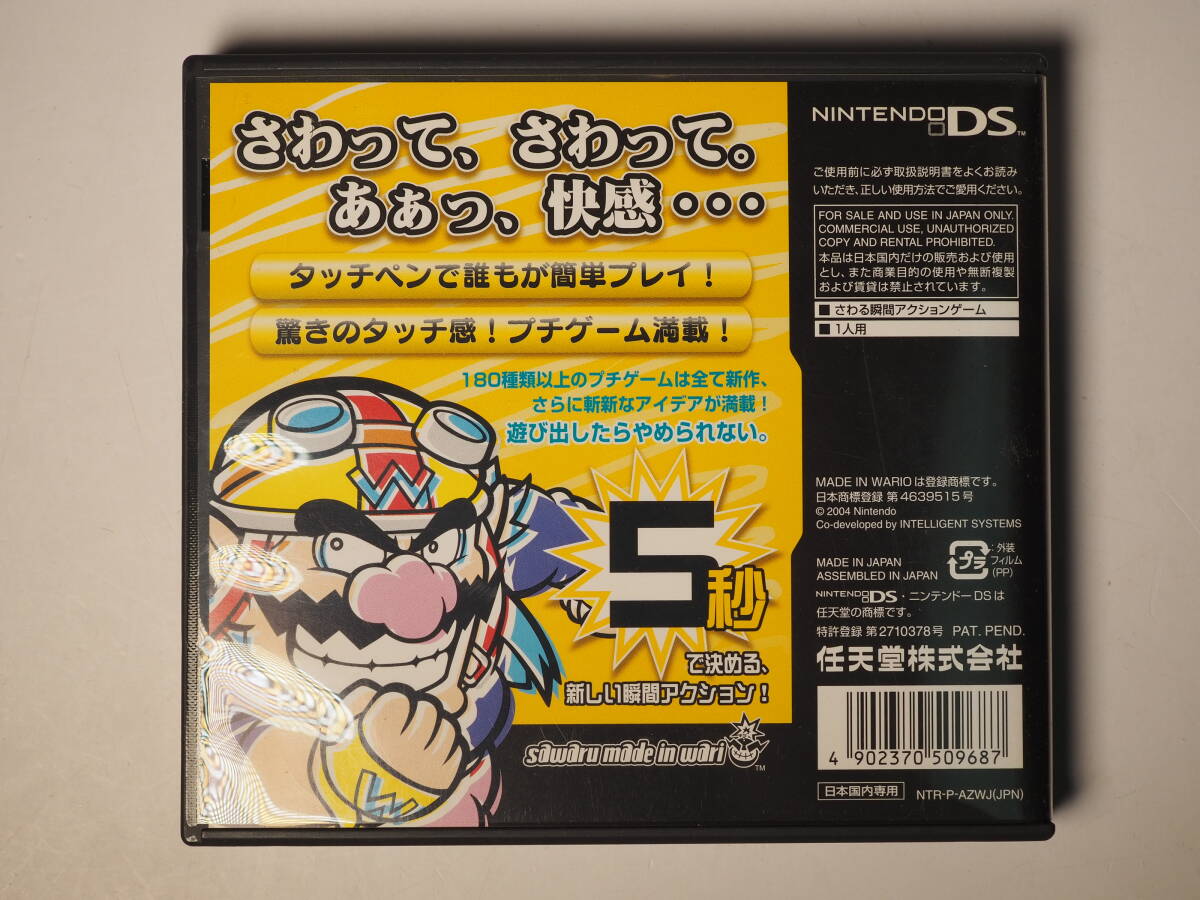 さわって、さわって。
あぁっ、快感・・・
タッチペンで誰もが簡単プレイ!
驚きのタッチ感!プチゲーム満載!
180種類以上のプチゲームは全て新作、
さらに斬新なアイデアが満載!
遊び出したらやめられない。
W
5秒
で決める、
新しい瞬間アクション!
W
sawaru made in wari
TM
NINTENDO DS™
ご使用前に必ず取扱説明書をよくお読み
いただき、正しい使用方法でご愛用ください。
FOR SALE AND USE IN JAPAN ONLY.
COMMERCIAL USE, UNAUTHORIZED
COPY AND RENTAL PROHIBITED.
本品は日本国内だけの販売および使用
とし、また商業目的の使用や無断複製
および賃貸は禁止されています。
■ さわる瞬間アクションゲーム
■ 1人用
MADE IN WARIOは登録商標です。
日本商標登録 第4639515号
© 2004 Nintendo
Co-developed by INTELLIGENT SYSTEMS
MADE IN JAPAN
ASSEMBLED IN JAPAN
プラ
:外装
フィルム
(PP)
NINTENDO DS・ニンテンドーDSは
任天堂の商標です。
特許登録 第2710378号 PAT. PEND.
任天堂株式会社
4 902370 509687
日本国内専用
NTR-P-AZWJ(JPN)